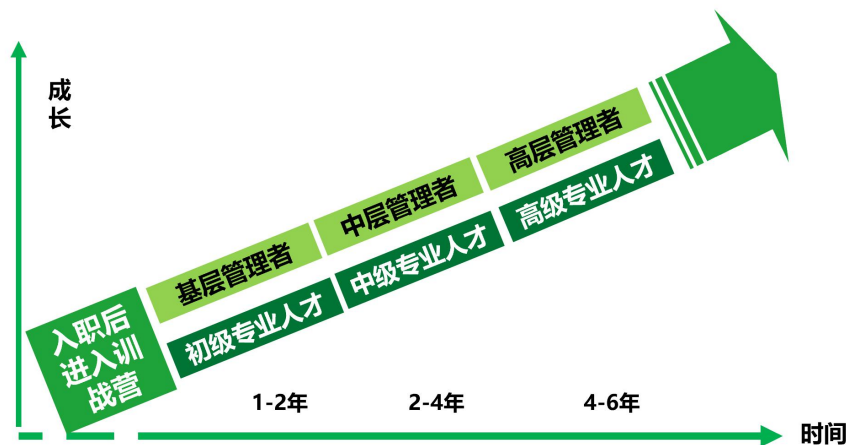 成
长
高层管理者
中层管理者
基层管理者
高级专业人才
中级专业人才
初级专业人才
入职后
进入训
战营
1-2年
2-4年
4-6年
时间